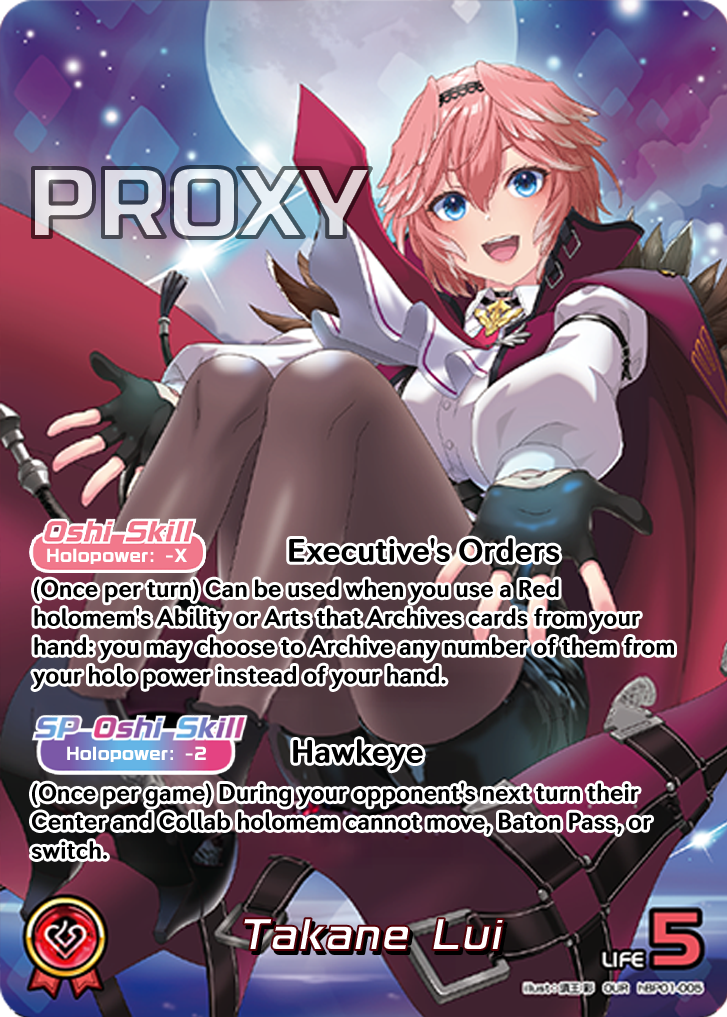 PROXY
Oshi Skill
Holopower: -X
Executive's Orders
(Once per turn) Can be used when you use a Red
holomem's Ability or Arts that Archives cards from your
hand: you may choose to Archive any number of them from
your holo power instead of your hand.
SP Oshi Skill
Holopower: -2
Hawkeye
(Once per game) During your opponent's next turn their
Center and Collab holomem cannot move, Baton Pass, or
switch.
Takane Lui
LIFE 5
illust: OUR hBP01-005